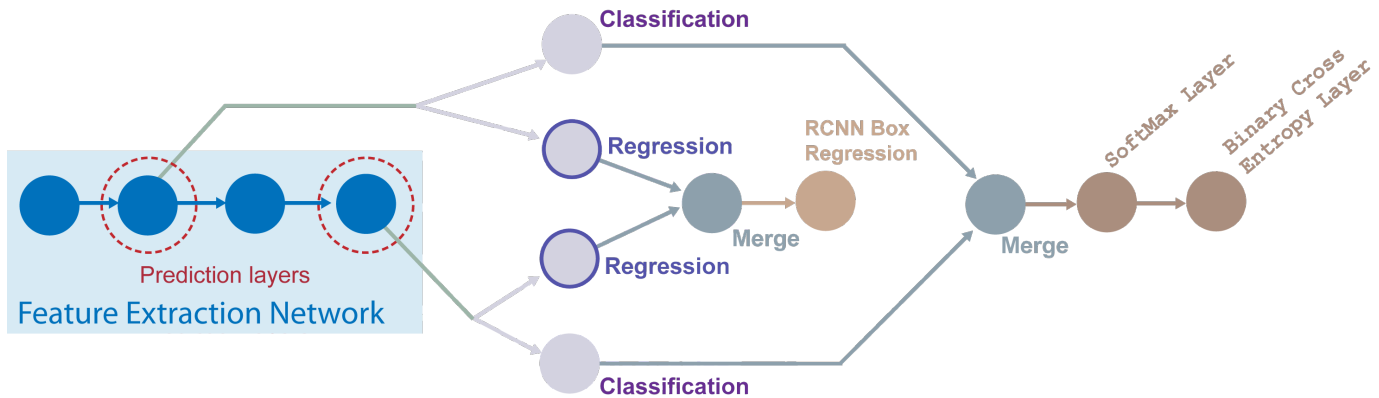 Classification
Regression
RCNN Box
Regression
SoftMax Layer
Binary Cross
Entropy Layer
Merge
Merge
Regression
Prediction layers
Feature Extraction Network
Classification